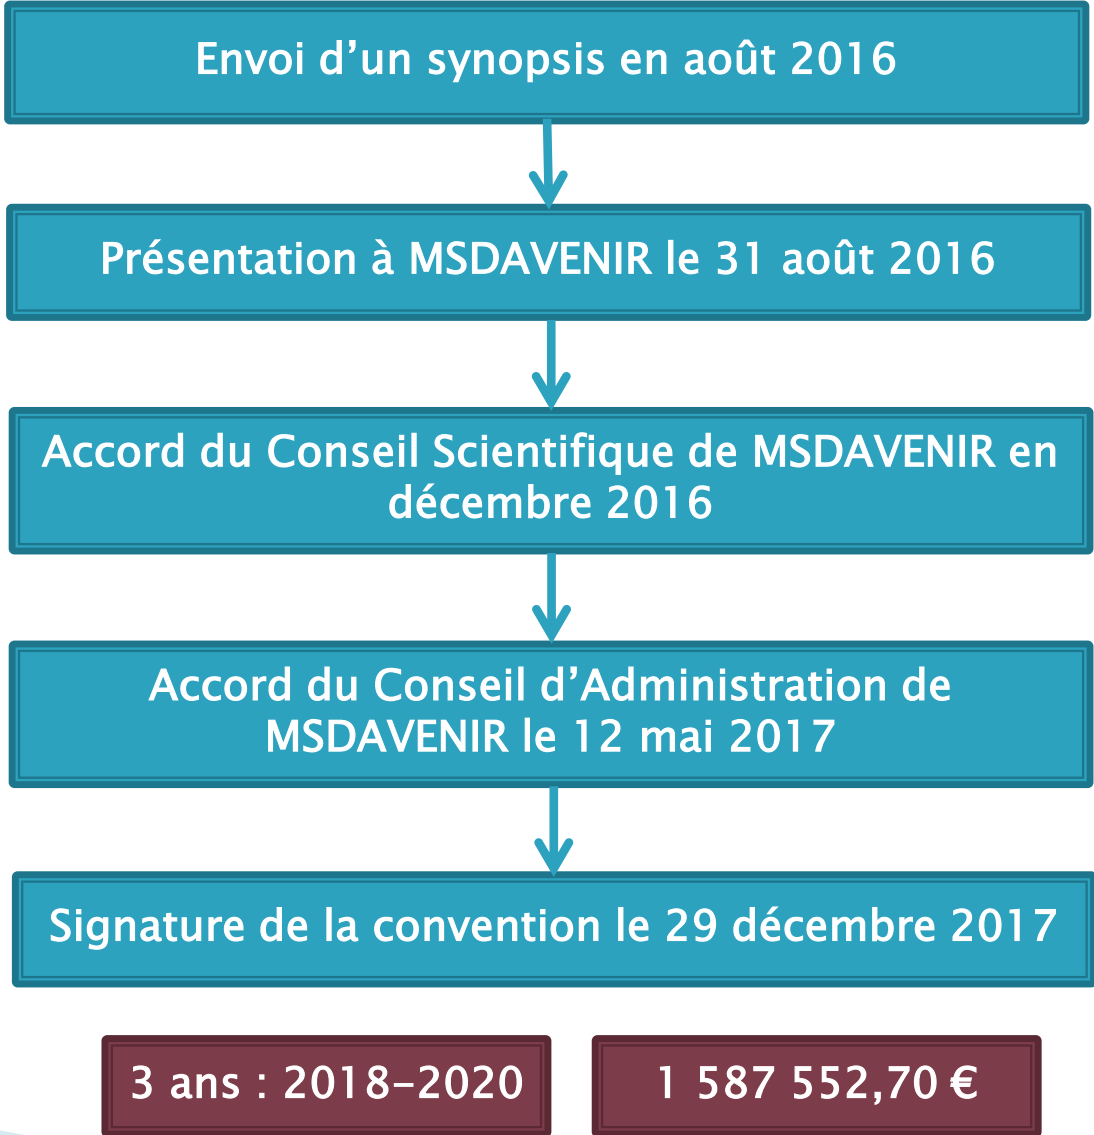 Envoi d’un synopsis en août 2016
Présentation à MSDAVENIR le 31 août 2016
Accord du Conseil Scientifique de MSDAVENIR en
décembre 2016
Accord du Conseil d’Administration de
MSDAVENIR le 12 mai 2017
Signature de la convention le 29 décembre 2017
3 ans : 2018-2020
1 587 552,70 €